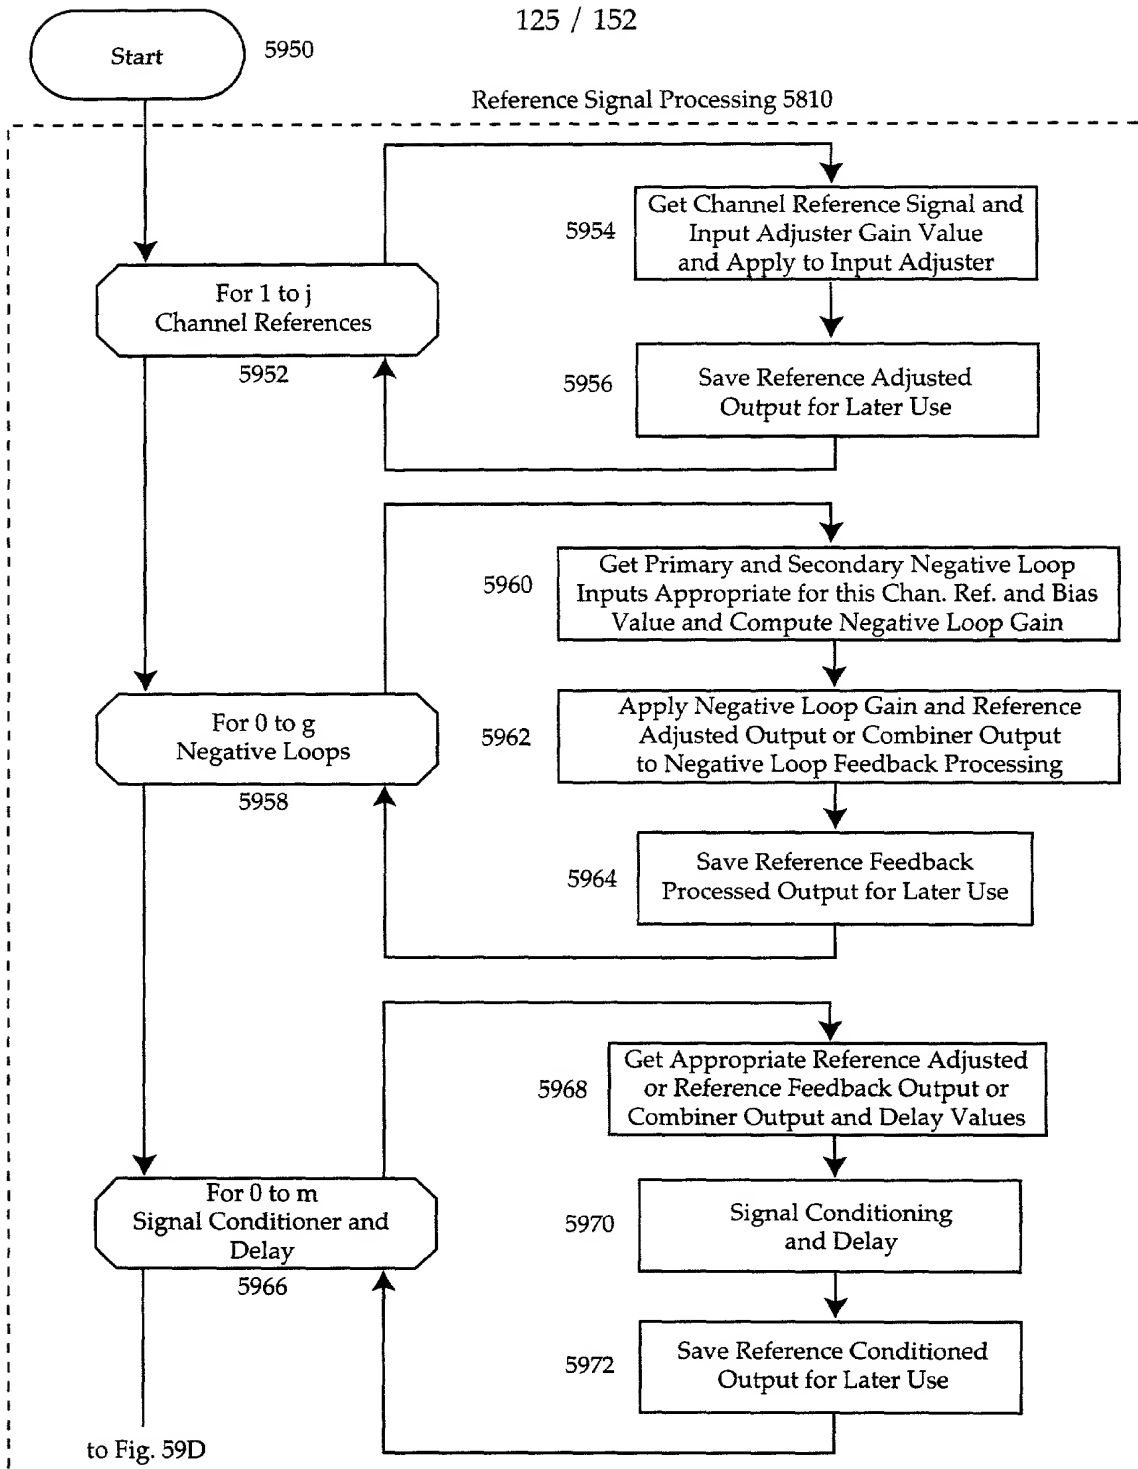 125 / 152
Start
5950
Reference Signal Processing 5810
5954
Get Channel Reference Signal and
Input Adjuster Gain Value
and Apply to Input Adjuster
For 1 to j
Channel References
5952
5956
Save Reference Adjusted
Output for Later Use
5960
Get Primary and Secondary Negative Loop
Inputs Appropriate for this Chan. Ref. and Bias
Value and Compute Negative Loop Gain
For 0 to g
Negative Loops
5958
5962
Apply Negative Loop Gain and Reference
Adjusted Output or Combiner Output
to Negative Loop Feedback Processing
5964
Save Reference Feedback
Processed Output for Later Use
5968
Get Appropriate Reference Adjusted
or Reference Feedback Output or
Combiner Output and Delay Values
For 0 to m
Signal Conditioner and
Delay
5966
5970
Signal Conditioning
and Delay
5972
Save Reference Conditioned
Output for Later Use
to Fig. 59D